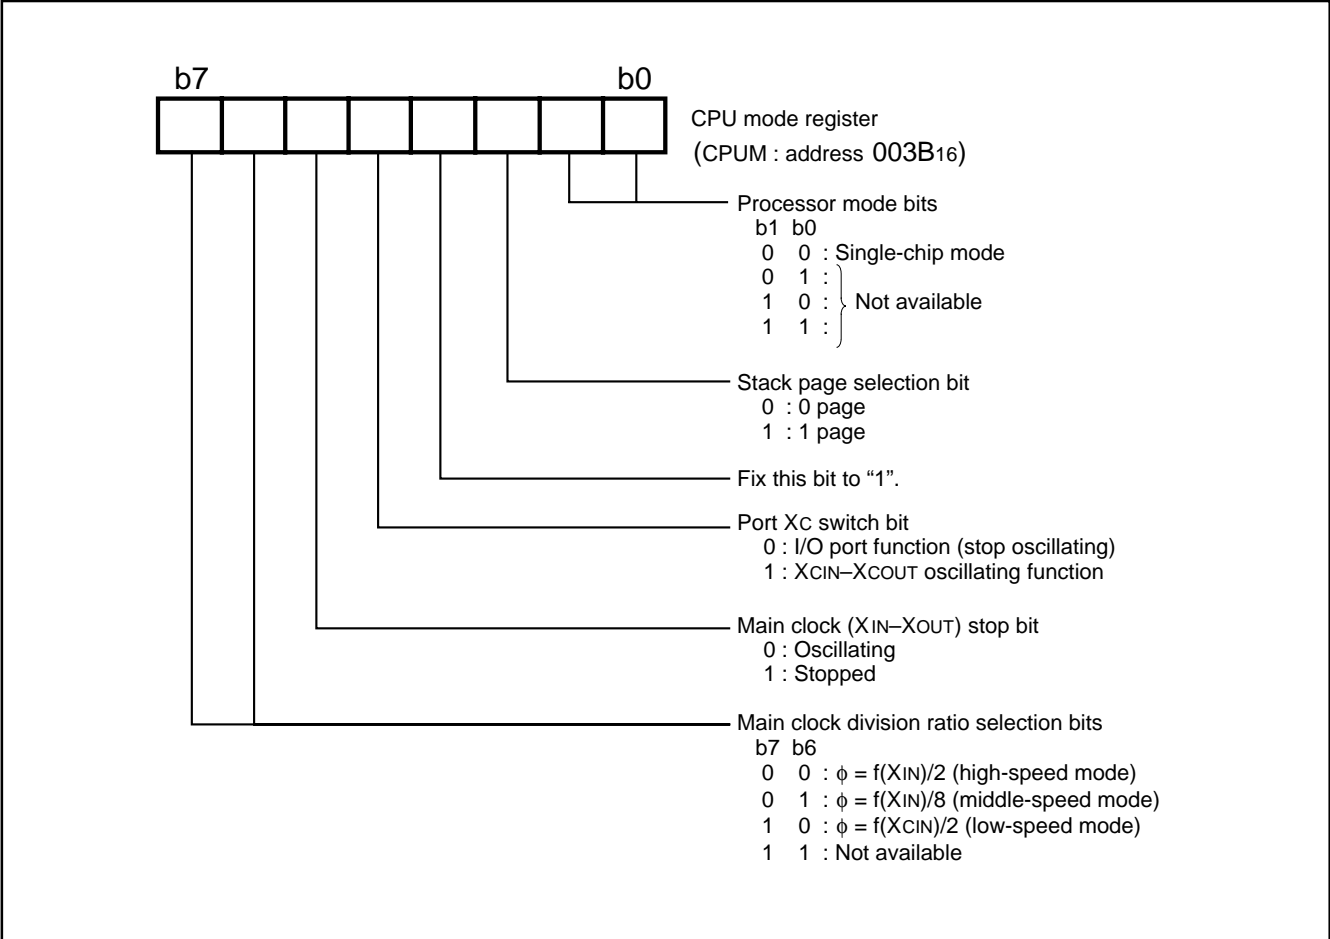 b7 b0
CPU mode register
(CPUM : address 003B16)
Processor mode bits
b1 b0
0 0 : Single-chip mode
0 1 :
1 0 : Not available
1 1 :
Stack page selection bit
0 : 0 page
1 : 1 page
Fix this bit to “1”.
Port XC switch bit
0 : I/O port function (stop oscillating)
1 : XCIN–XCOUT oscillating function
Main clock (XIN–XOUT) stop bit
0 : Oscillating
1 : Stopped
Main clock division ratio selection bits
b7 b6
0 0 : ϕ = f(XIN)/2 (high-speed mode)
0 1 : ϕ = f(XIN)/8 (middle-speed mode)
1 0 : ϕ = f(XCIN)/2 (low-speed mode)
1 1 : Not available